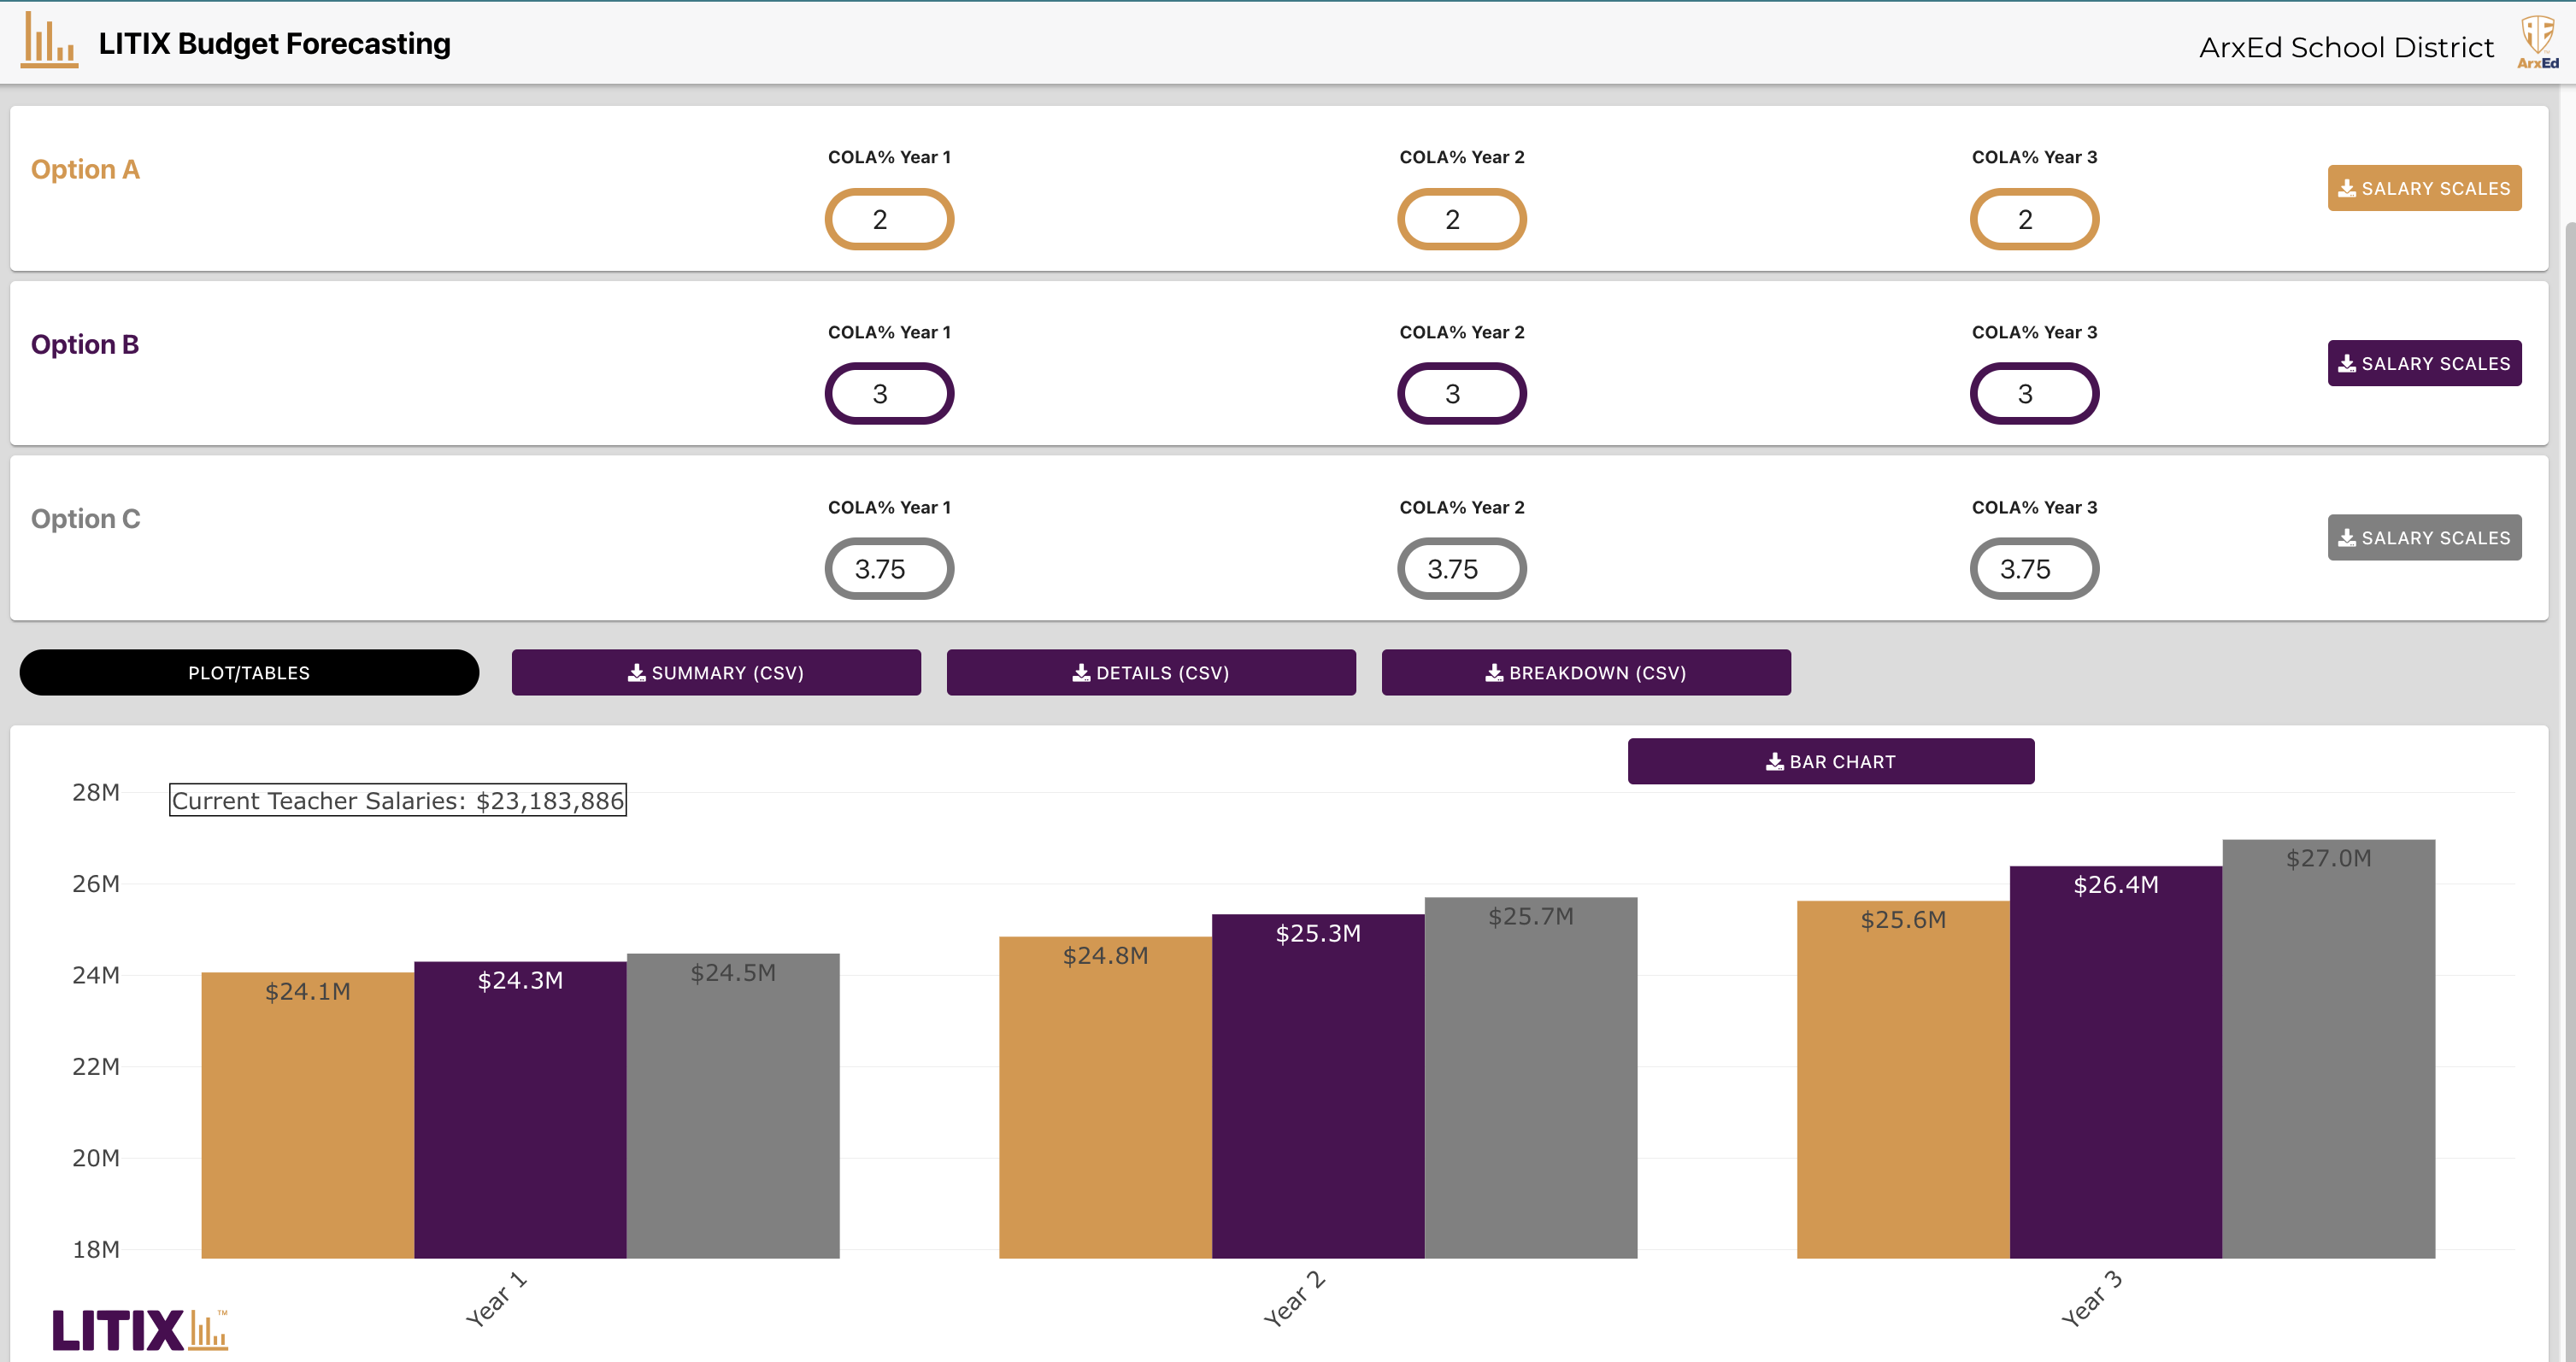 LITIX Budget Forecasting
ArxEd School District
ArxEd
Option A
COLA% Year 1
COLA% Year 2
COLA% Year 3
2
2
2
SALARY SCALES
Option B
COLA% Year 1
COLA% Year 2
COLA% Year 3
3
3
3
SALARY SCALES
Option C
COLA% Year 1
COLA% Year 2
COLA% Year 3
3.75
3.75
3.75
SALARY SCALES
PLOT/TABLES
SUMMARY (CSV)
DETAILS (CSV)
BREAKDOWN (CSV)
BAR CHART
Current Teacher Salaries: $23,183,886
28M
26M
24M
22M
20M
18M
$24.1M
$24.3M
$24.5M
$24.8M
$25.3M
$25.7M
$25.6M
$26.4M
$27.0M
Year 1
Year 2
Year 3
LITIX™